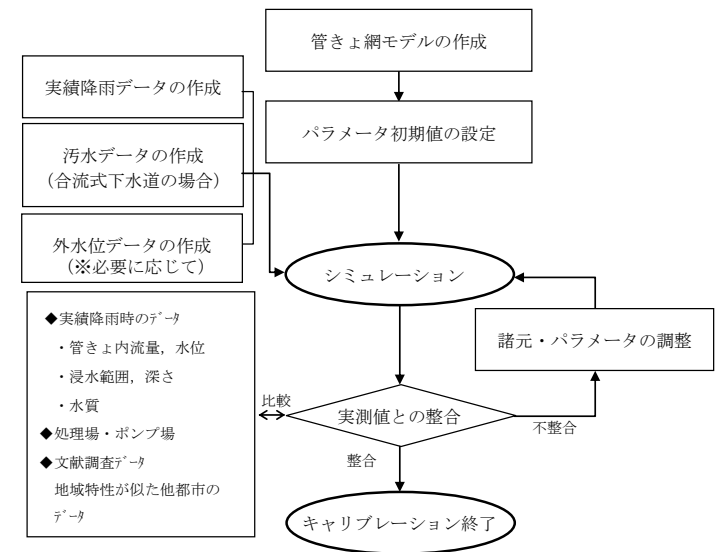 管きょ網モデルの作成
実績降雨データの作成
パラメータ初期値の設定
汚水データの作成
（合流式下水道の場合）
外水位データの作成
（※必要に応じて）
シミュレーション
◆実績降雨時のﾃﾞｰﾀ
・管きょ内流量，水位
・浸水範囲，深さ
・水質
◆処理場・ポンプ場
◆文献調査ﾃﾞｰﾀ
地域特性が似た他都市の
ﾃﾞｰﾀ
諸元・パラメータの調整
比較
実測値との整合
不整合
整合
キャリブレーション終了